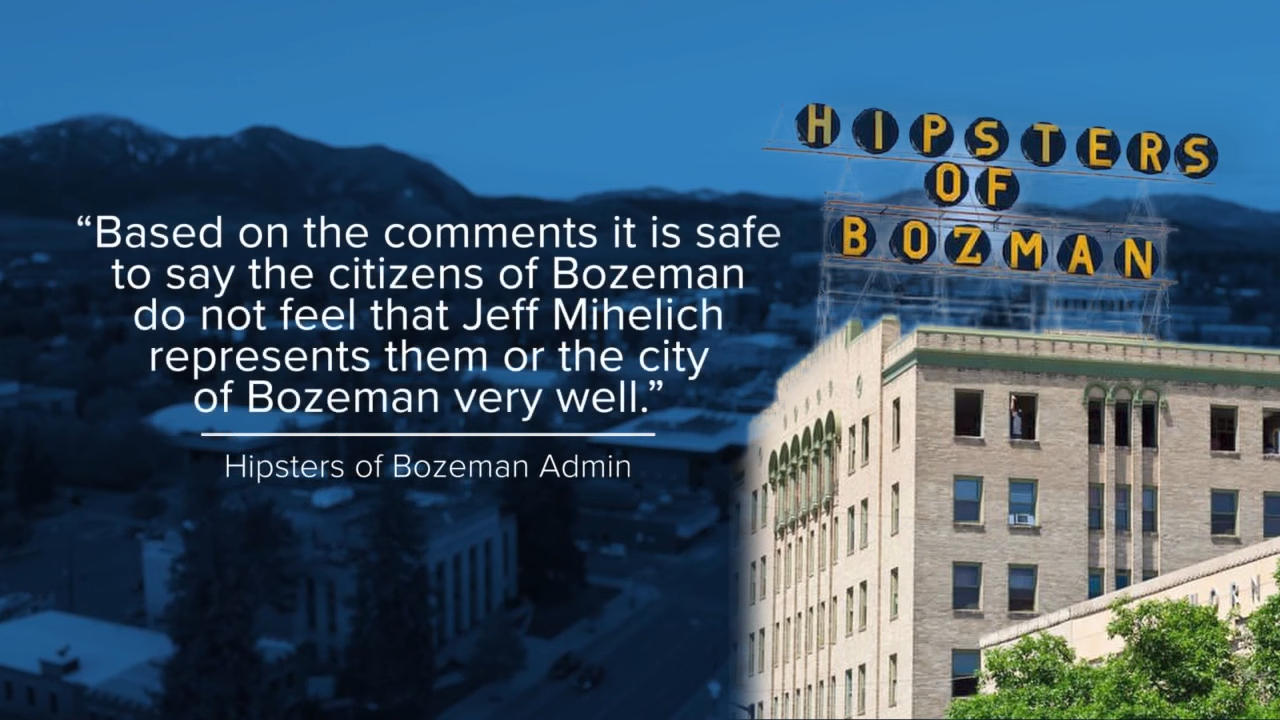 HIPSTERS
OF
BOZMAN
“Based on the comments it is safe
to say the citizens of Bozeman
do not feel that Jeff Mihelich
represents them or the city
of Bozeman very well.”
Hipsters of Bozeman Admin